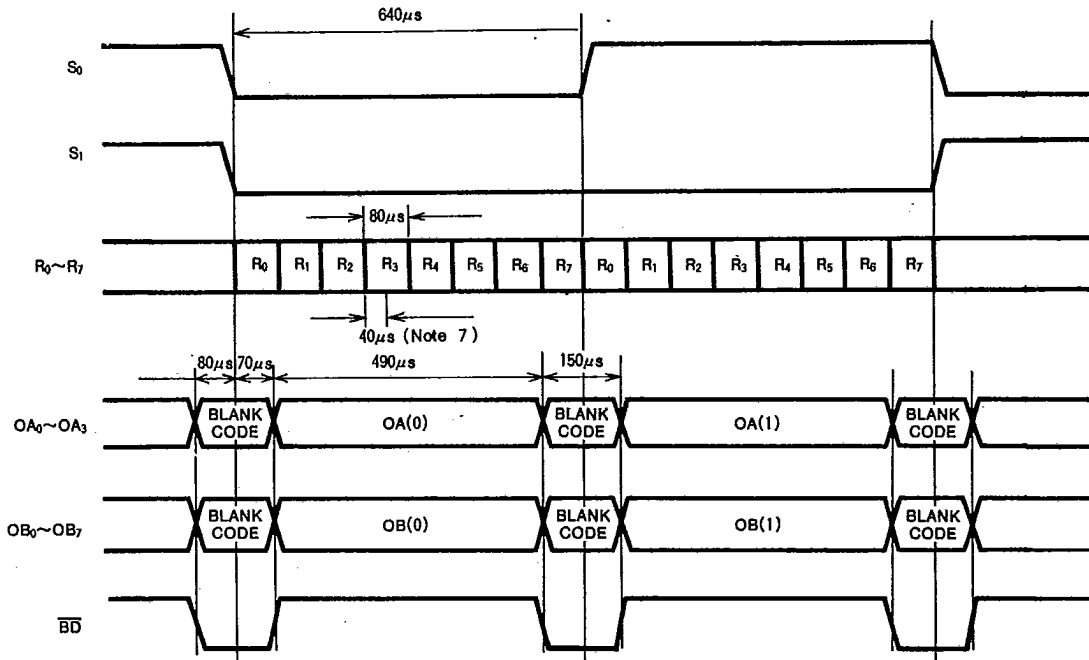 640μs
S₀
S₁
80μs
R₀~R₇ R₀ R₁ R₂ R₃ R₄ R₅ R₆ R₇ R₀ R₁ R₂ R₃ R₄ R₅ R₆ R₇
40μs (Note 7)
80μs 70μs 490μs 150μs
OA₀~OA₃ BLANK CODE OA(0) BLANK CODE OA(1) BLANK CODE
OB₀~OB₇ BLANK CODE OB(0) BLANK CODE OB(1) BLANK CODE
B̅D̅